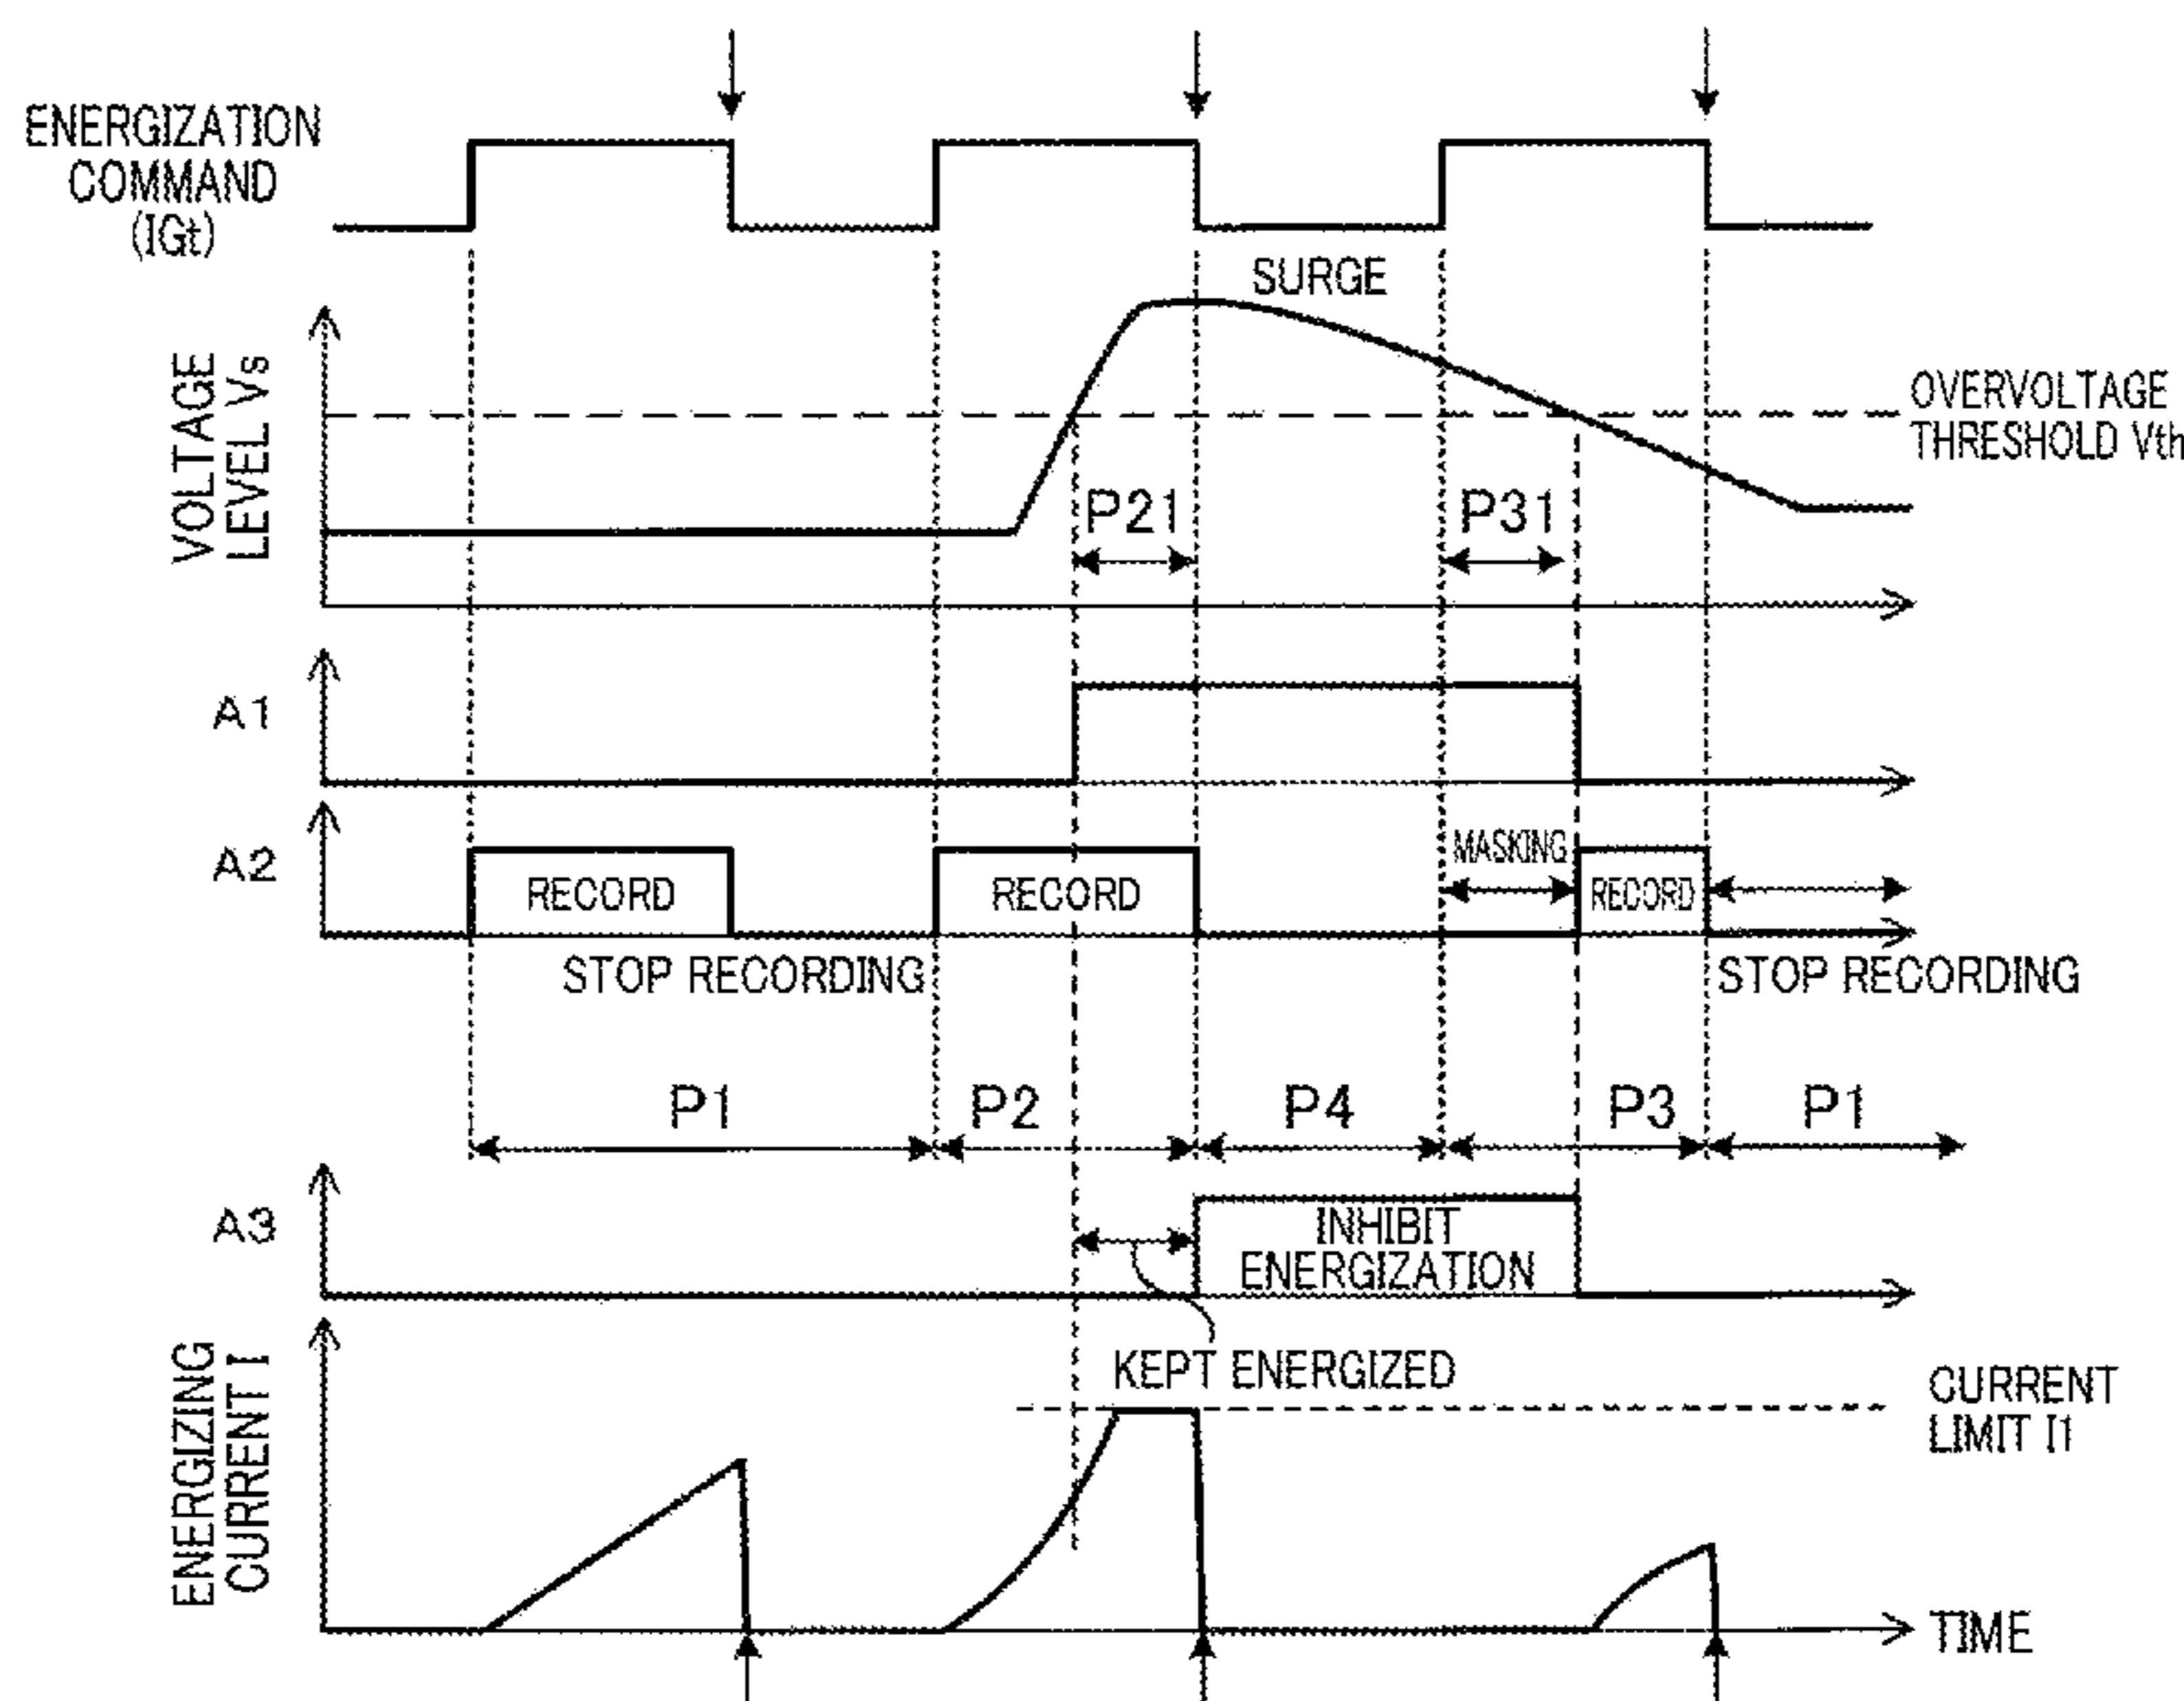 ENERGIZATION
COMMAND
(IGt)
SURGE
VOLTAGE
LEVEL Vs
OVERVOLTAGE
THRESHOLD Vth
P21
P31
A1
A2
RECORD
RECORD
MASKING
RECORD
STOP RECORDING
STOP RECORDING
P1
P2
P4
P3
P1
A3
INHIBIT
ENERGIZATION
KEPT ENERGIZED
ENERGIZING
CURRENT I
CURRENT
LIMIT I1
TIME